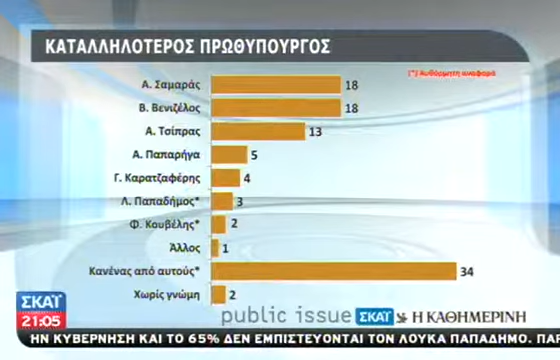 ΚΑΤΑΛΛΗΛΟΤΕΡΟΣ ΠΡΩΘΥΠΟΥΡΓΟΣ
(*) Αυθόρμητη αναφορά
Α. Σαμαράς 18
Β. Βενιζέλος 18
Α. Τσίπρας 13
Α. Παπαρήγα 5
Γ. Καρατζαφέρης 4
Λ. Παπαδήμος* 3
Φ. Κουβέλης* 2
Άλλος 1
Κανένας από αυτούς* 34
Χωρίς γνώμη 2
public issue ΣΚΑΪ Η ΚΑΘΗΜΕΡΙΝΗ
ΣΚΑΪ
21:05
ΗΝ ΚΥΒΕΡΝΗΣΗ ΚΑΙ ΤΟ 65% ΔΕΝ ΕΜΠΙΣΤΕΥΟΝΤΑΙ ΤΟΝ ΛΟΥΚΑ ΠΑΠΑΔΗΜΟ. ΠΑ